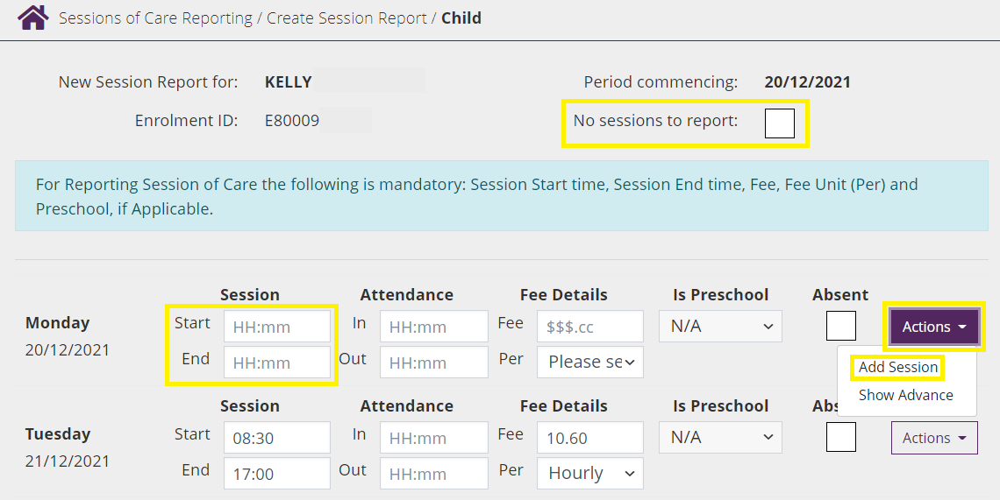 Sessions of Care Reporting / Create Session Report / Child
New Session Report for: KELLY Period commencing: 20/12/2021
Enrolment ID: E80009 No sessions to report:
For Reporting Session of Care the following is mandatory: Session Start time, Session End time, Fee, Fee Unit (Per) and
Preschool, if Applicable.
Session Attendance Fee Details Is Preschool Absent
Monday Start HH:mm In HH:mm Fee $$$.cc N/A Actions
20/12/2021 End HH:mm Out HH:mm Per Please se
Add Session
Show Advance
Session Attendance Fee Details Is Preschool Abs
Tuesday Start 08:30 In HH:mm Fee 10.60 N/A Actions
21/12/2021 End 17:00 Out HH:mm Per Hourly